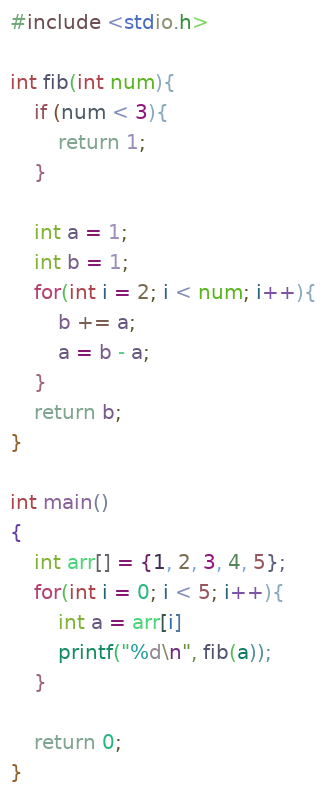 #include <stdio.h>

int fib(int num){
    if (num < 3){
        return 1;
    }

    int a = 1;
    int b = 1;
    for(int i = 2; i < num; i++){
        b += a;
        a = b - a;
    }
    return b;
}

int main()
{
    int arr[] = {1, 2, 3, 4, 5};
    for(int i = 0; i < 5; i++){
        int a = arr[i]
        printf("%d\n", fib(a));
    }

    return 0;
}